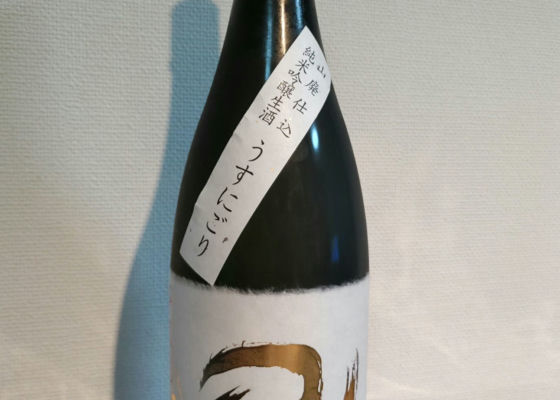 山廃仕込
純米吟醸生酒
うすにごり